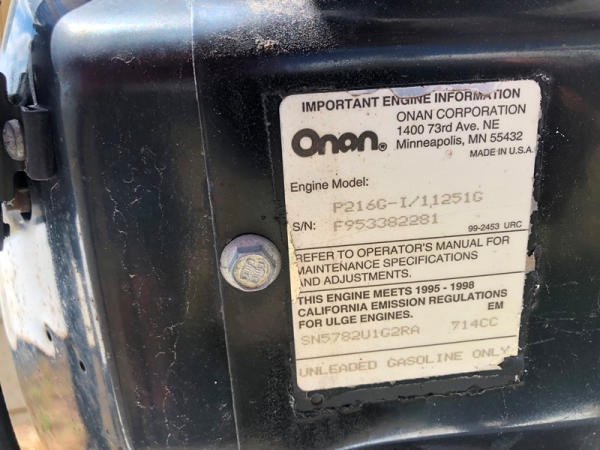 IMPORTANT ENGINE INFORMATION
Onan®
ONAN CORPORATION
1400 73rd Ave. NE
Minneapolis, MN 55432
MADE IN U.S.A.
Engine Model:
P216G-I/11251G
S/N: F953382281
99-2453 URC
REFER TO OPERATOR'S MANUAL FOR
MAINTENANCE SPECIFICATIONS
AND ADJUSTMENTS.
THIS ENGINE MEETS 1995 - 1998
CALIFORNIA EMISSION REGULATIONS
FOR ULGE ENGINES. EM
SN5782U1G2RA 714CC
UNLEADED GASOLINE ONLY